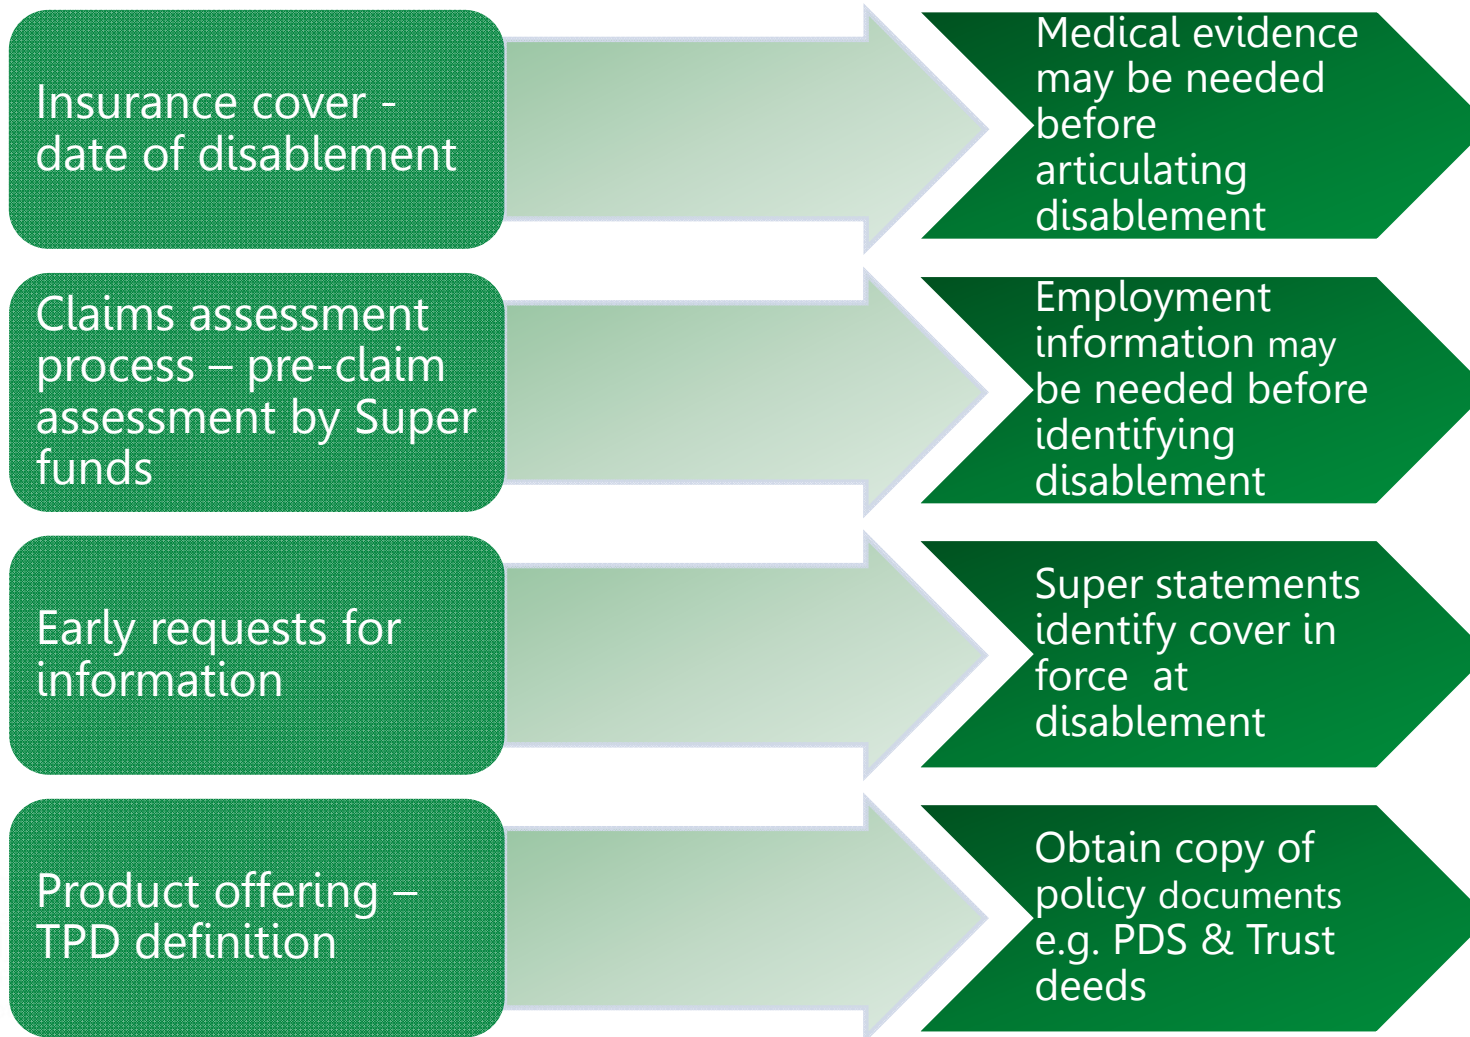 Insurance cover -
date of disablement
Medical evidence
may be needed
before
articulating
disablement
Claims assessment
process – pre-claim
assessment by Super
funds
Employment
information may
be needed before
identifying
disablement
Early requests for
information
Super statements
identify cover in
force  at
disablement
Product offering –
TPD definition
Obtain copy of
policy documents
e.g. PDS & Trust
deeds